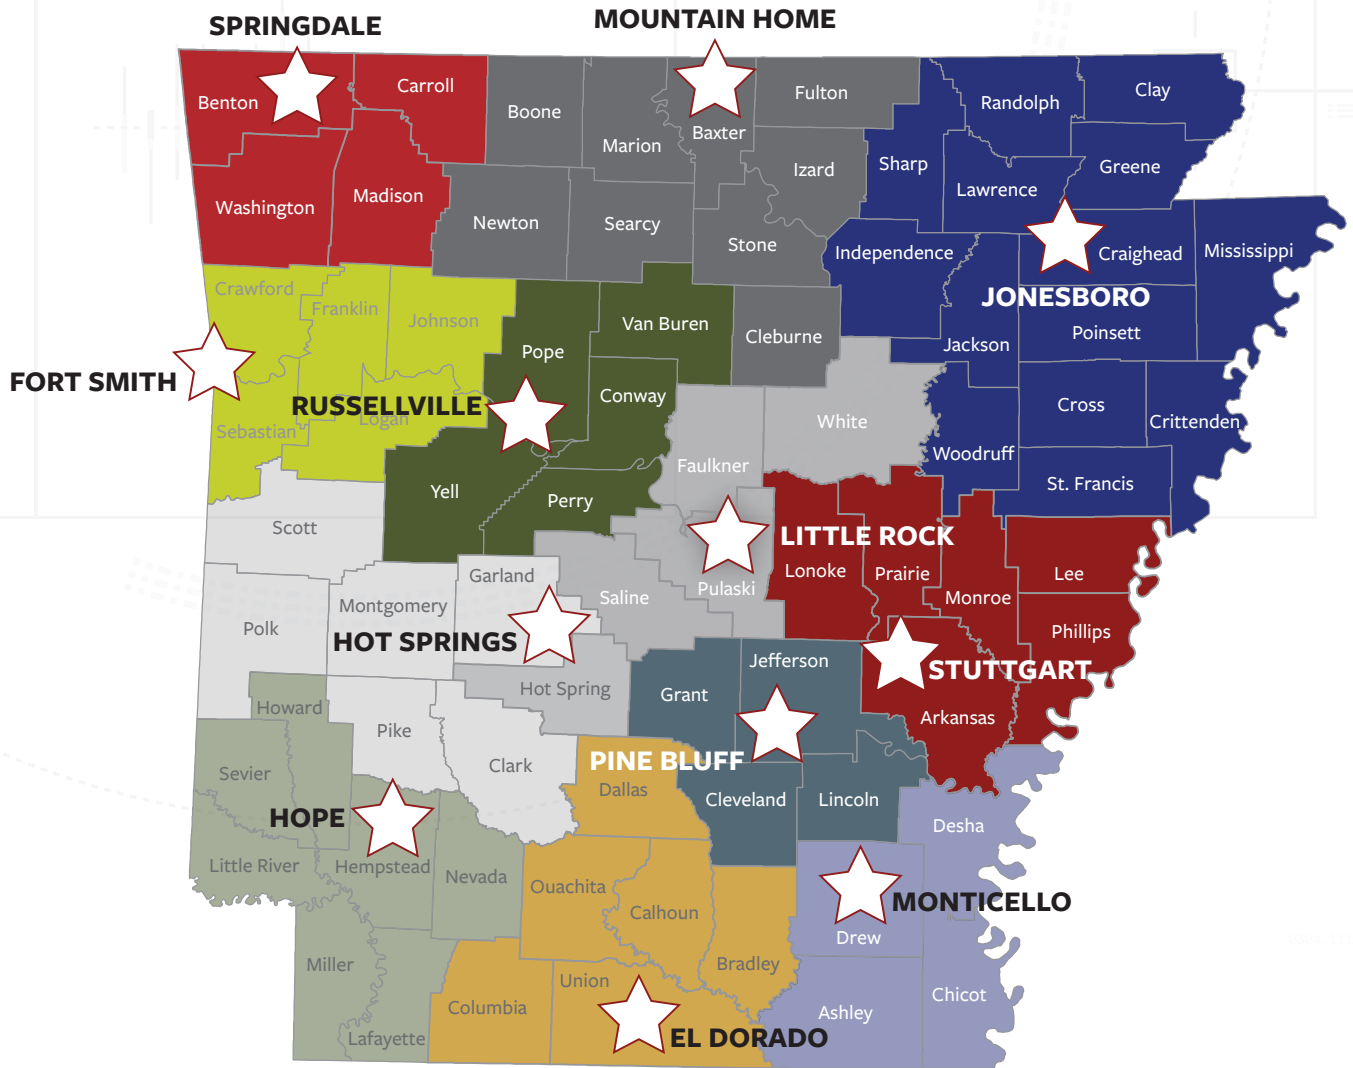 MOUNTAIN HOME
SPRINGDALE
Carroll
Clay
Fulton
Benton
Randolph
Boone
Baxter
Marion
Sharp
Greene
Izard
Lawrence
Madison
Washington
Newton
Searcy
Stone
Independence
Craighead
Mississippi
Crawford
JONESBORO
Franklin
Johnson
Van Buren
Poinsett
Cleburne
Jackson
Pope
FORT SMITH
Conway
RUSSELLVILLE
Cross
Logan
White
Crittenden
Sebastian
Woodruff
Faulkner
St. Francis
Yell
Perry
Scott
LITTLE ROCK
Lonoke
Prairie
Lee
Garland
Pulaski
Saline
Monroe
Montgomery
Polk
Phillips
HOT SPRINGS
Jefferson
STUTTGART
Hot Spring
Grant
Howard
Arkansas
Pike
PINE BLUFF
Clark
Sevier
Dallas
Cleveland
Lincoln
HOPE
Desha
Little River
Hempstead
Nevada
Ouachita
MONTICELLO
Calhoun
Drew
Miller
Bradley
Union
Chicot
Columbia
Ashley
Lafayette
EL DORADO